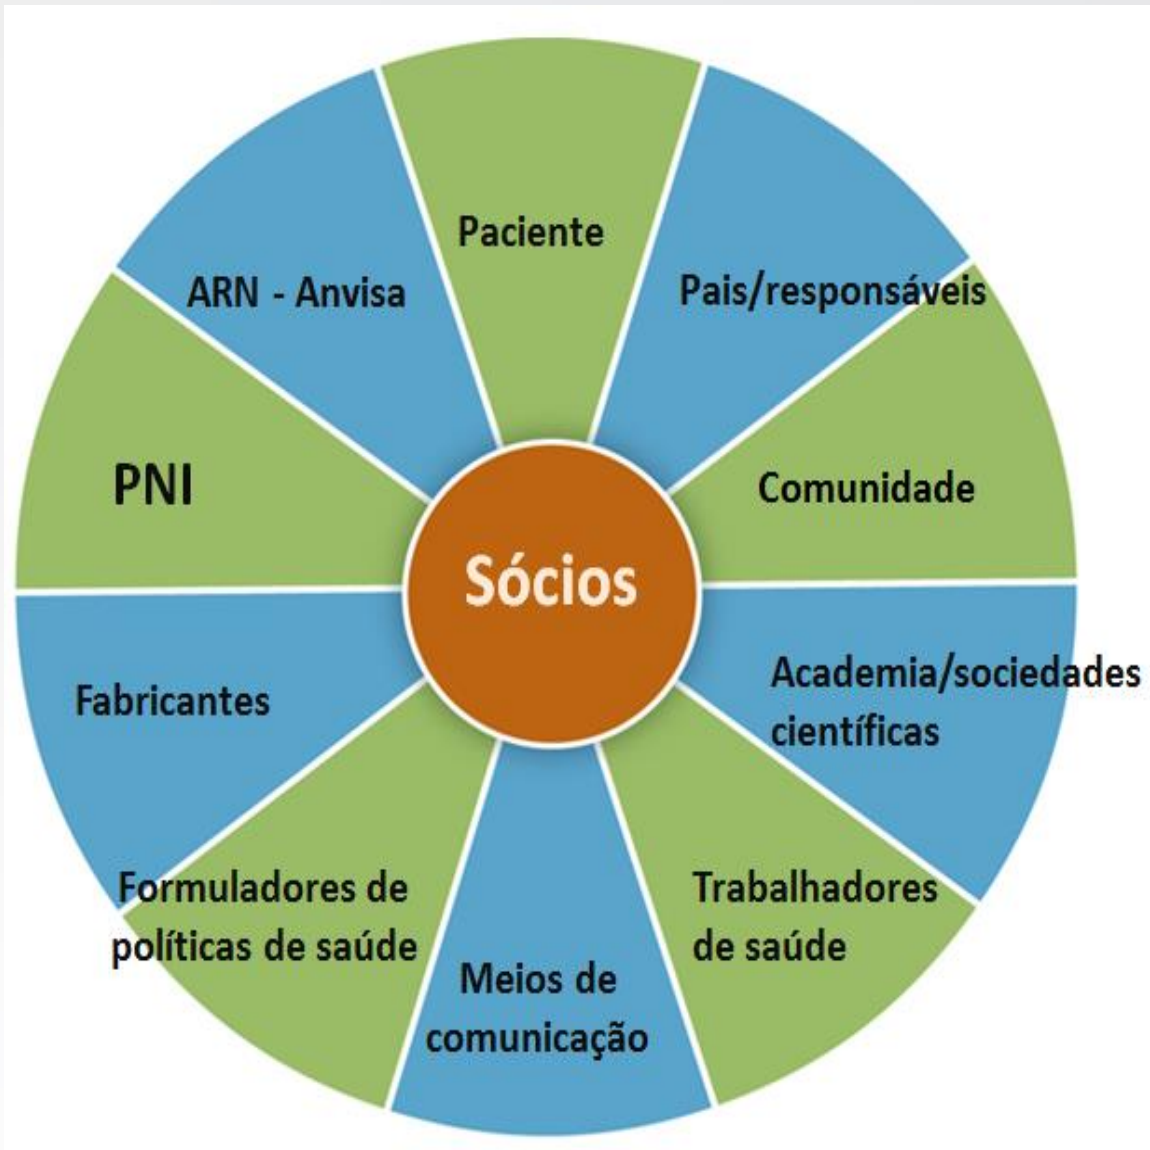 Paciente
Pais/responsáveis
Comunidade
Academia/sociedades
científicas
Trabalhadores
de saúde
Meios de
comunicação
Formuladores de
políticas de saúde
Fabricantes
PNI
ARN - Anvisa
Sócios